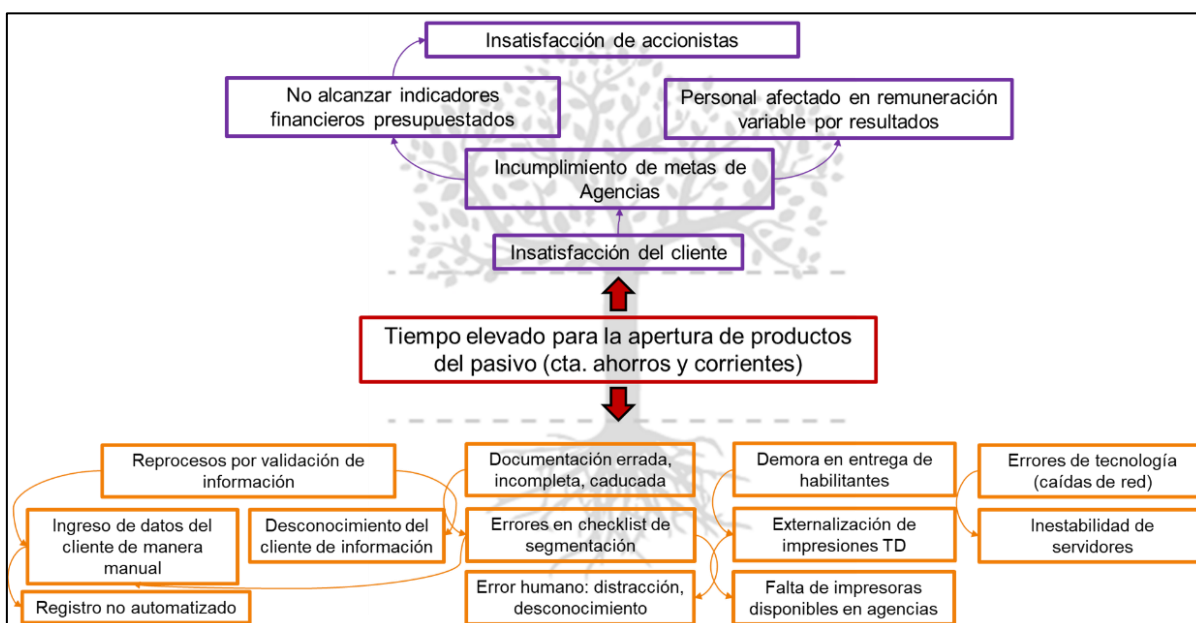 Insatisfacción de accionistas
No alcanzar indicadores
financieros presupuestados
Personal afectado en remuneración
variable por resultados
Incumplimiento de metas de
Agencias
Insatisfacción del cliente
Tiempo elevado para la apertura de productos
del pasivo (cta. ahorros y corrientes)
Reprocesos por validación de
información
Documentación errada,
incompleta, caducada
Demora en entrega de
habilitantes
Errores de tecnología
(caídas de red)
Ingreso de datos del
cliente de manera
manual
Desconocimiento del
cliente de información
Errores en checklist de
segmentación
Externalización de
impresiones TD
Inestabilidad de
servidores
Registro no automatizado
Error humano: distracción,
desconocimiento
Falta de impresoras
disponibles en agencias